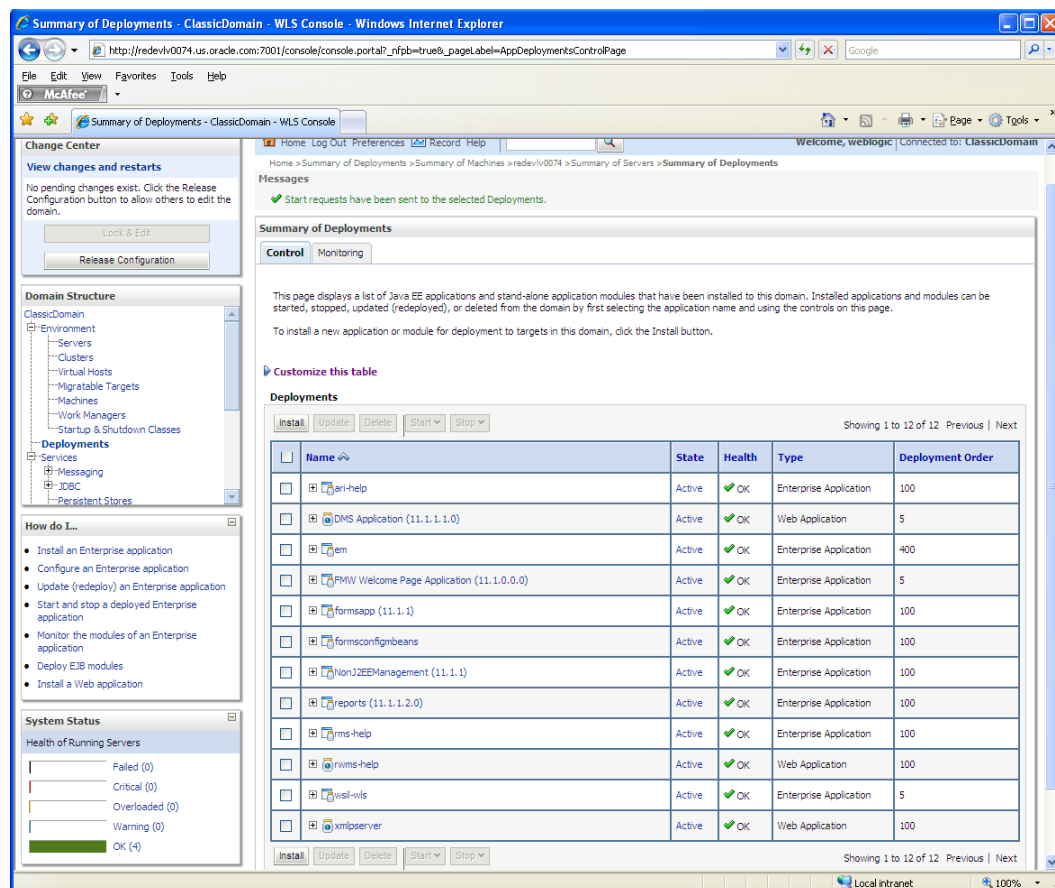 Summary of Deployments - ClassicDomain - WLS Console - Windows Internet Explorer
http://redevlv0074.us.oracle.com:7001/console/console.portal?_nfpb=true&_pageLabel=AppDeploymentsControlPage
Google
File Edit View Favorites Tools Help
McAfee
Summary of Deployments - ClassicDomain - WLS Console
Page Tools
Change Center
View changes and restarts
No pending changes exist. Click the Release
Configuration button to allow others to edit the
domain.
Lock & Edit
Release Configuration
Domain Structure
ClassicDomain
Environment
Servers
Clusters
Virtual Hosts
Migratable Targets
Machines
Work Managers
Startup & Shutdown Classes
Deployments
Services
Messaging
JDBC
Persistent Stores
How do I...
Install an Enterprise application
Configure an Enterprise application
Update (redeploy) an Enterprise application
Start and stop a deployed Enterprise
application
Monitor the modules of an Enterprise
application
Deploy EJB modules
Install a Web application
System Status
Health of Running Servers
Failed (0)
Critical (0)
Overloaded (0)
Warning (0)
OK (4)
Home Log Out Preferences Record Help
Welcome, weblogic Connected to: ClassicDomain
Home >Summary of Deployments >Summary of Machines >redevlv0074 >Summary of Servers >Summary of Deployments
Messages
Start requests have been sent to the selected Deployments.
Summary of Deployments
Control Monitoring
This page displays a list of Java EE applications and stand-alone application modules that have been installed to this domain. Installed applications and modules can be
started, stopped, updated (redeployed), or deleted from the domain by first selecting the application name and using the controls on this page.
To install a new application or module for deployment to targets in this domain, click the Install button.
Customize this table
Deployments
Install Update Delete Start Stop Showing 1 to 12 of 12 Previous | Next
Name State Health Type Deployment Order
ari-help Active OK Enterprise Application 100
DMS Application (11.1.1.1.0) Active OK Web Application 5
em Active OK Enterprise Application 400
FMW Welcome Page Application (11.1.0.0.0) Active OK Enterprise Application 5
formsapp (11.1.1) Active OK Enterprise Application 100
formsconfigmbeans Active OK Enterprise Application 100
NonJ2EEManagement (11.1.1) Active OK Enterprise Application 100
reports (11.1.1.2.0) Active OK Enterprise Application 100
rms-help Active OK Enterprise Application 100
rwms-help Active OK Web Application 100
wsil-wls Active OK Enterprise Application 5
xmlpserver Active OK Web Application 100
Install Update Delete Start Stop Showing 1 to 12 of 12 Previous | Next
Local intranet 100%